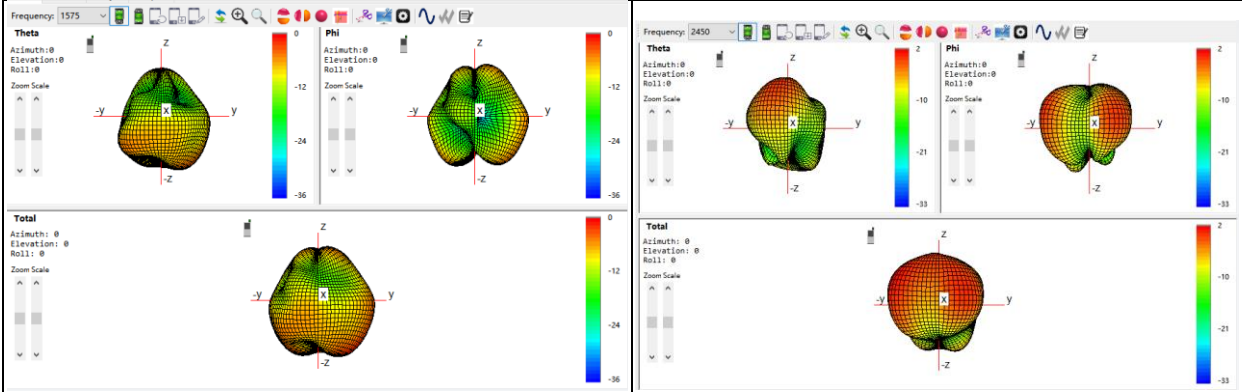 Frequency: 1575
Theta
Azimuth:0
Elevation:0
Roll:0
Zoom Scale
z
-y
x
y
-z
0
-12
-24
-36
Phi
Azimuth:0
Elevation:0
Roll:0
Zoom Scale
z
-y
x
y
-z
0
-12
-24
-36
Total
Azimuth: 0
Elevation: 0
Roll: 0
Zoom Scale
z
-y
x
y
-z
0
-12
-24
-36
Frequency: 2450
Theta
Azimuth:0
Elevation:0
Roll:0
Zoom Scale
z
-y
x
y
-z
2
-10
-21
-33
Phi
Azimuth:0
Elevation:0
Roll:0
Zoom Scale
z
-y
x
y
-z
2
-10
-21
-33
Total
Azimuth: 0
Elevation: 0
Roll: 0
Zoom Scale
z
-y
x
y
-z
2
-10
-21
-33